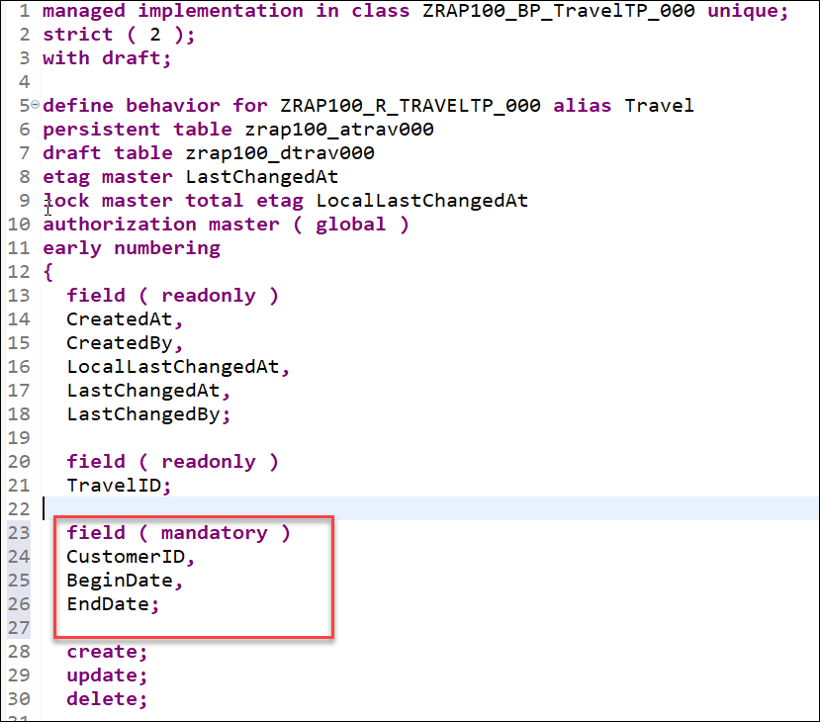 1 managed implementation in class ZRAP100_BP_TravelTP_000 unique;
2 strict ( 2 );
3 with draft;
4
5 define behavior for ZRAP100_R_TRAVELTP_000 alias Travel
6 persistent table zrap100_atrav000
7 draft table zrap100_dtrav000
8 etag master LastChangedAt
9 lock master total etag LocalLastChangedAt
10 authorization master ( global )
11 early numbering
12 {
13 field ( readonly )
14 CreatedAt,
15 CreatedBy,
16 LocalLastChangedAt,
17 LastChangedAt,
18 LastChangedBy;
19
20 field ( readonly )
21 TravelID;
22
23 field ( mandatory )
24 CustomerID,
25 BeginDate,
26 EndDate;
27
28 create;
29 update;
30 delete;